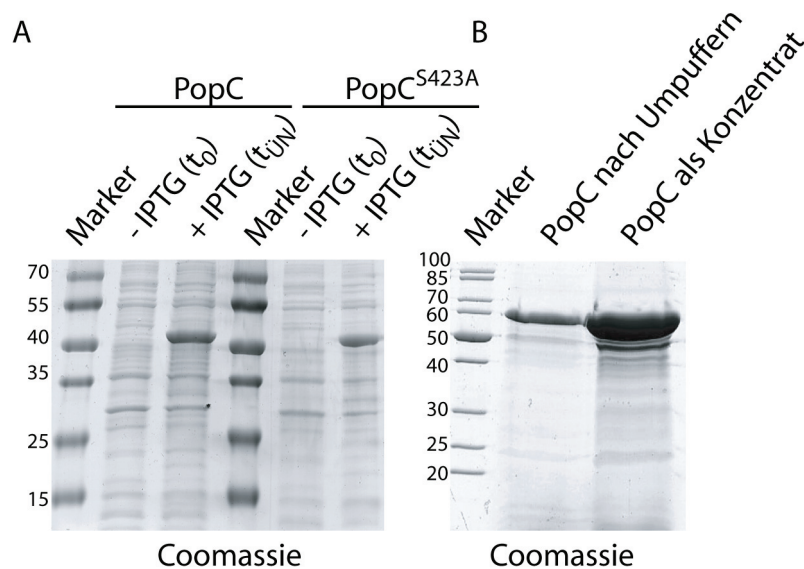 A
PopC
PopC^S423A
Marker
- IPTG (t₀)
+ IPTG (tÜN)
Marker
- IPTG (t₀)
+ IPTG (tÜN)
70
55
40
35
25
15
Coomassie
B
Marker
PopC nach Umpuffern
PopC als Konzentrat
100
85
70
60
50
40
30
25
20
Coomassie